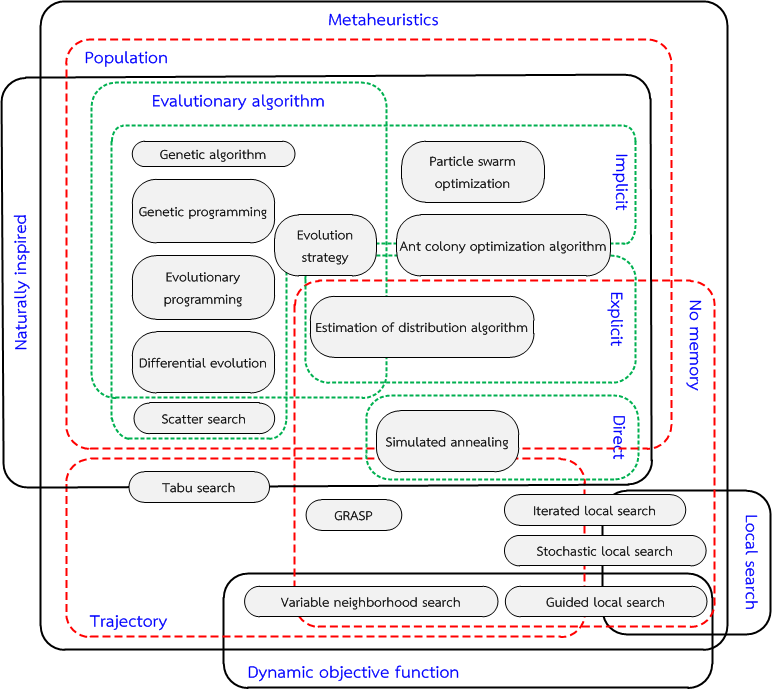 Metaheuristics
Population
Evalutionary algorithm
Genetic algorithm
Particle swarm
optimization
Implicit
Genetic programming
Naturally inspired
Evolution
strategy
Ant colony optimization algorithm
Evolutionary
programming
Explicit
No memory
Estimation of distribution algorithm
Differential evolution
Scatter search
Simulated annealing
Direct
Tabu search
GRASP
Iterated local search
Stochastic local search
Local search
Variable neighborhood search
Guided local search
Trajectory
Dynamic objective function